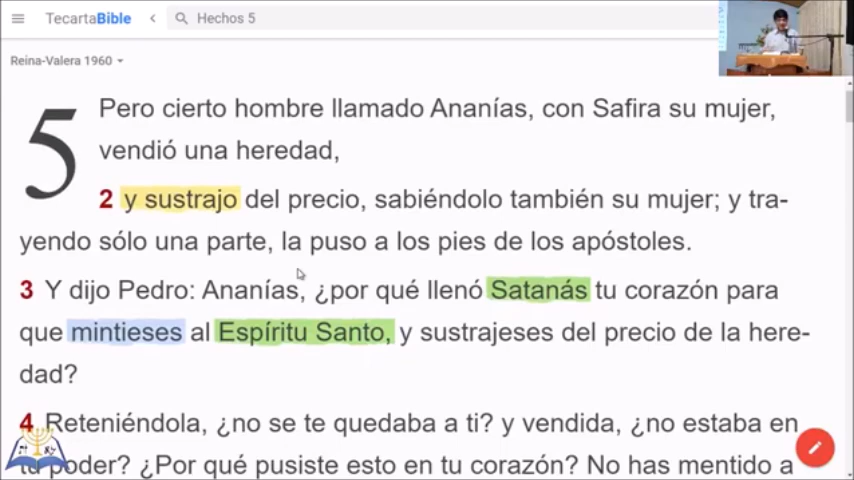 TecartaBible
Hechos 5
Reina-Valera 1960
5 Pero cierto hombre llamado Ananías, con Safira su mujer,
vendió una heredad,
2 y sustrajo del precio, sabiéndolo también su mujer; y tra-
yendo sólo una parte, la puso a los pies de los apóstoles.
3 Y dijo Pedro: Ananías, ¿por qué llenó Satanás tu corazón para
que mintieses al Espíritu Santo, y sustrajeses del precio de la here-
dad?
4 Reteniéndola, ¿no se te quedaba a ti? y vendida, ¿no estaba en
tu poder? ¿Por qué pusiste esto en tu corazón? No has mentido a